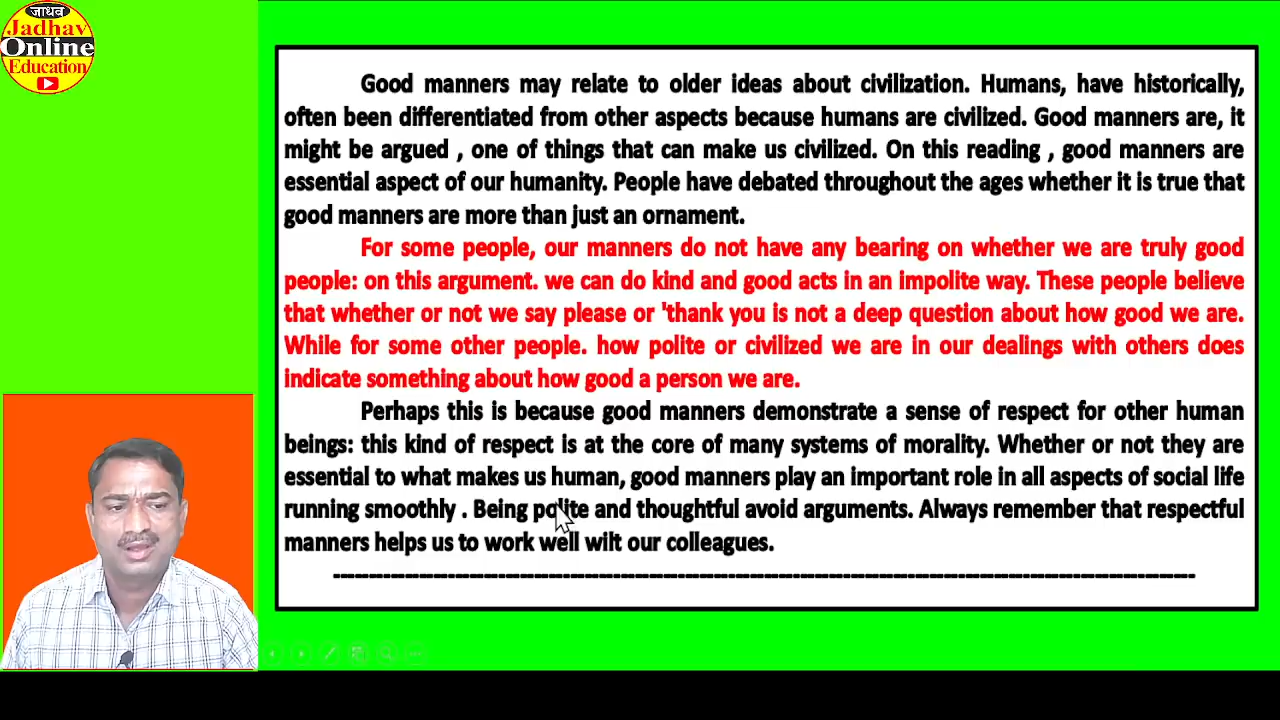 जाधव
Jadhav
Online
Education
Good manners may relate to older ideas about civilization. Humans, have historically,
often been differentiated from other aspects because humans are civilized. Good manners are, it
might be argued , one of things that can make us civilized. On this reading , good manners are
essential aspect of our humanity. People have debated throughout the ages whether it is true that
good manners are more than just an ornament.
For some people, our manners do not have any bearing on whether we are truly good
people: on this argument. we can do kind and good acts in an impolite way. These people believe
that whether or not we say please or 'thank you is not a deep question about how good we are.
While for some other people. how polite or civilized we are in our dealings with others does
indicate something about how good a person we are.
Perhaps this is because good manners demonstrate a sense of respect for other human
beings: this kind of respect is at the core of many systems of morality. Whether or not they are
essential to what makes us human, good manners play an important role in all aspects of social life
running smoothly . Being polite and thoughtful avoid arguments. Always remember that respectful
manners helps us to work well wilt our colleagues.